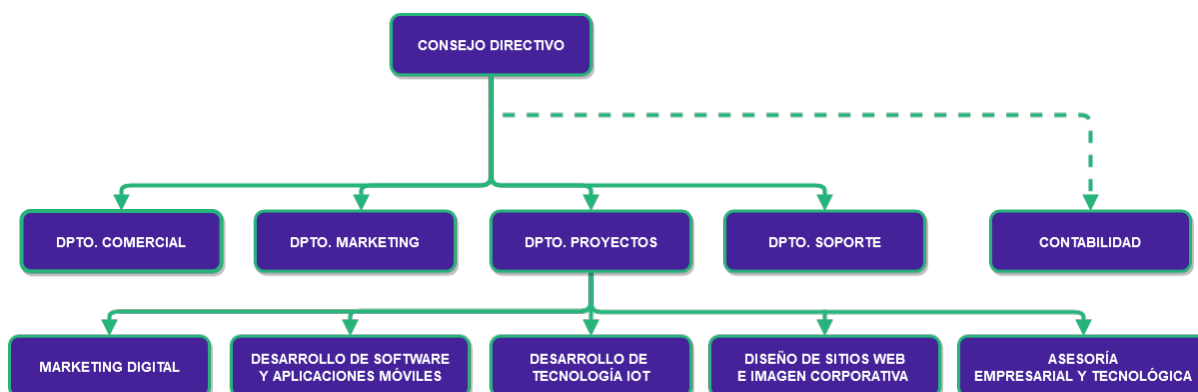 CONSEJO DIRECTIVO
DPTO. COMERCIAL
DPTO. MARKETING
DPTO. PROYECTOS
DPTO. SOPORTE
CONTABILIDAD
MARKETING DIGITAL
DESARROLLO DE SOFTWARE
Y APLICACIONES MÓVILES
DESARROLLO DE
TECNOLOGÍA IOT
DISEÑO DE SITIOS WEB
E IMAGEN CORPORATIVA
ASESORÍA
EMPRESARIAL Y TECNOLÓGICA